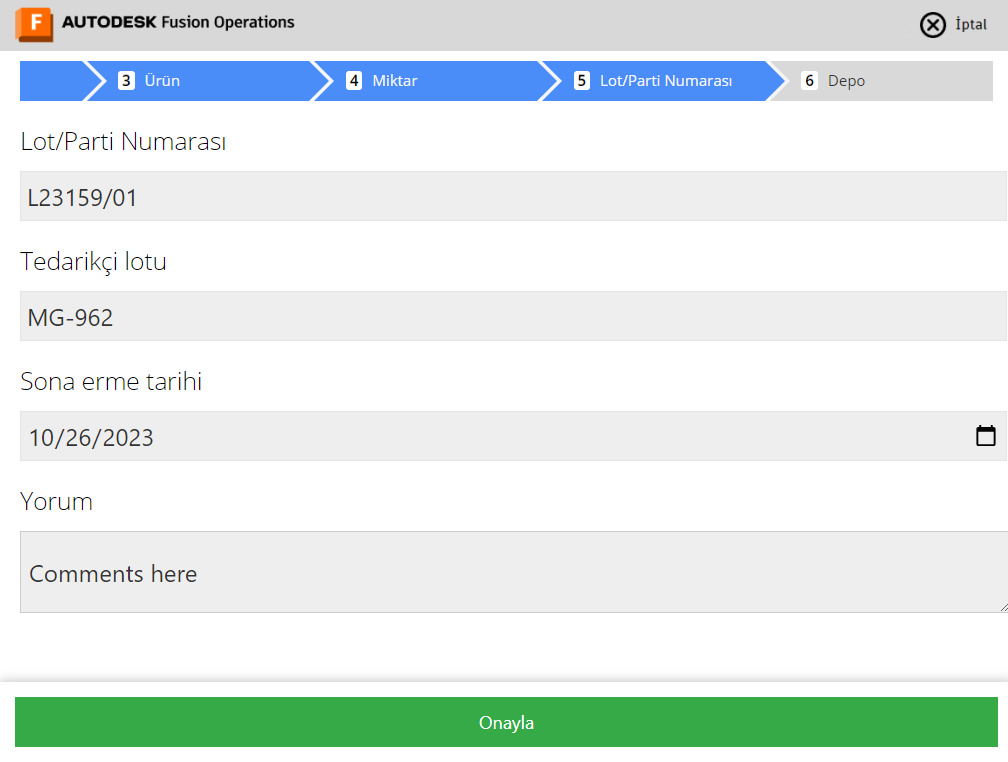 F AUTODESK Fusion Operations İptal
3 Ürün 4 Miktar 5 Lot/Parti Numarası 6 Depo
Lot/Parti Numarası
L23159/01
Tedarikçi lotu
MG-962
Sona erme tarihi
10/26/2023
Yorum
Comments here
Onayla